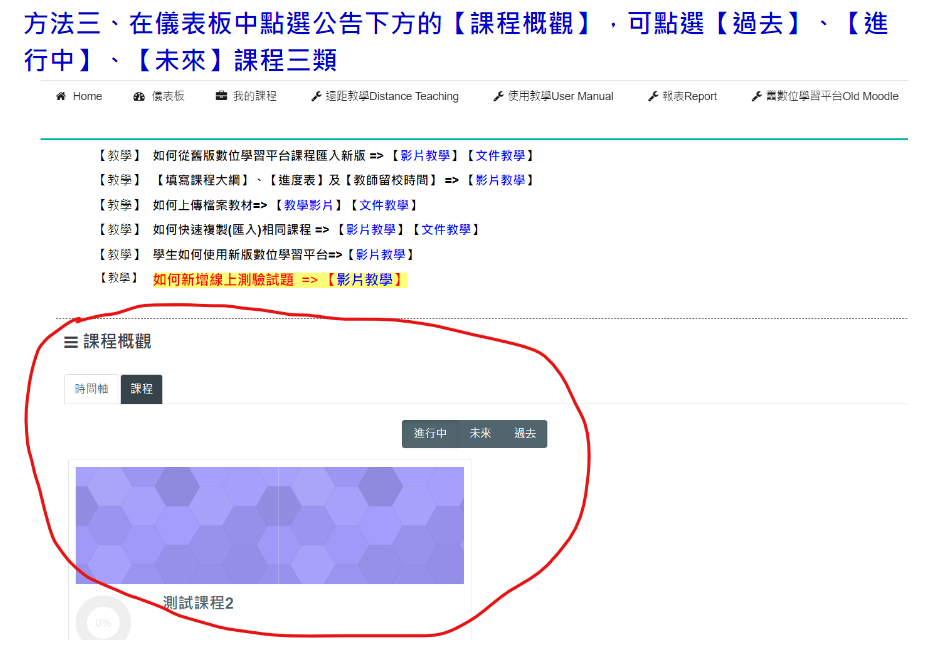 方法三、在儀表板中點選公告下方的【課程概觀】，可點選【過去】、【進
行中】、【未來】課程三類
Home 儀表板 我的課程 遠距教學Distance Teaching 使用教學User Manual 報表Report 舊數位學習平台Old Moodle
【教學】 如何從舊版數位學習平台課程匯入新版 => 【影片教學】【文件教學】
【教學】 【填寫課程大綱】、【進度表】及【教師留校時間】 => 【影片教學】
【教學】 如何上傳檔案教材=> 【教學影片】【文件教學】
【教學】 如何快速複製(匯入)相同課程 => 【影片教學】【文件教學】
【教學】 學生如何使用新版數位學習平台=>【影片教學】
【教學】 如何新增線上測驗試題 => 【影片教學】
課程概觀
時間軸 課程
進行中 未來 過去
測試課程2
0%